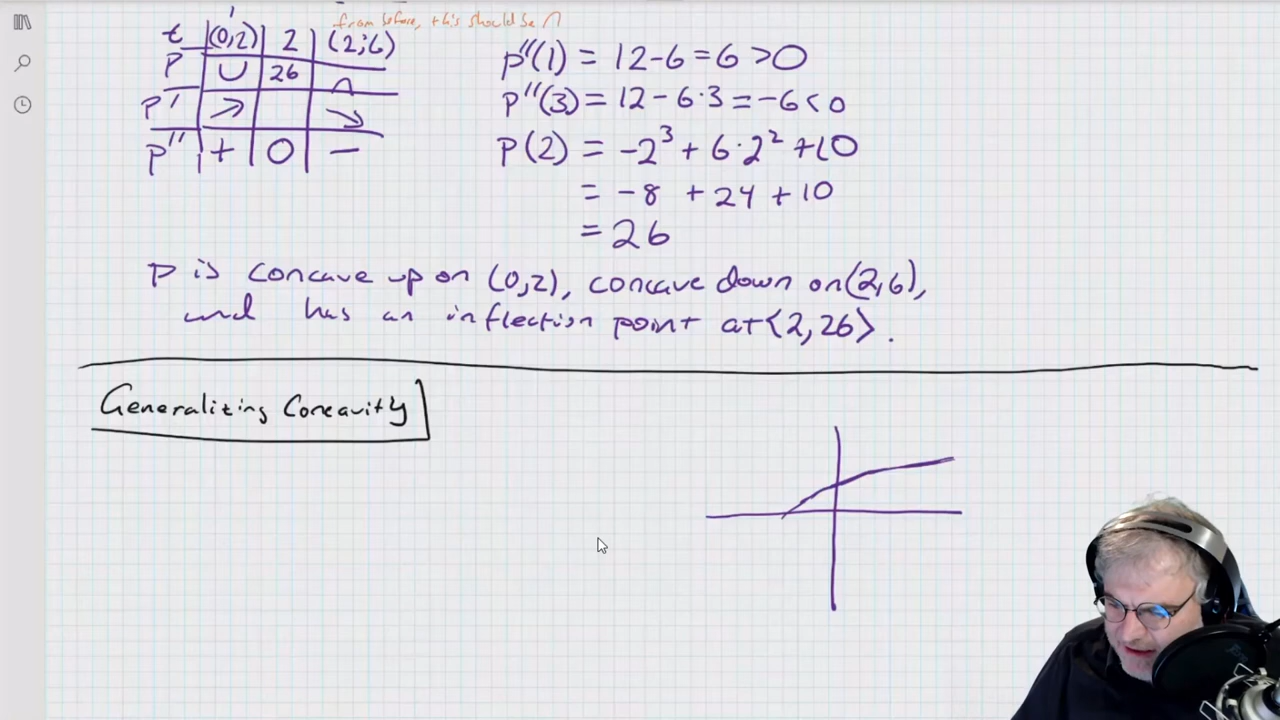 from before, this should be ∩
t (0,2) 2 (2,6)
P ∪ 26 ∩
P' ↗ ↘
P'' + 0 −
P''(1) = 12-6 = 6 >0
P''(3) = 12 - 6·3 = -6 < 0
P(2) = -2³ + 6·2² +10
= -8 + 24 + 10
= 26
P is concave up on (0,2), concave down on (2,6),
and has an inflection point at ⟨2,26⟩.
Generalizing Concavity